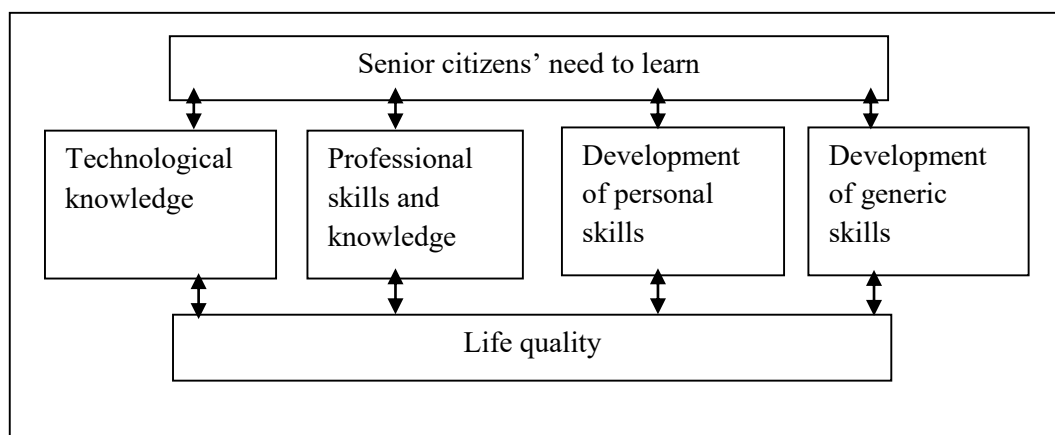 Senior citizens’ need to learn
Technological
knowledge
Professional
skills and
knowledge
Development
of personal
skills
Development
of generic
skills
Life quality